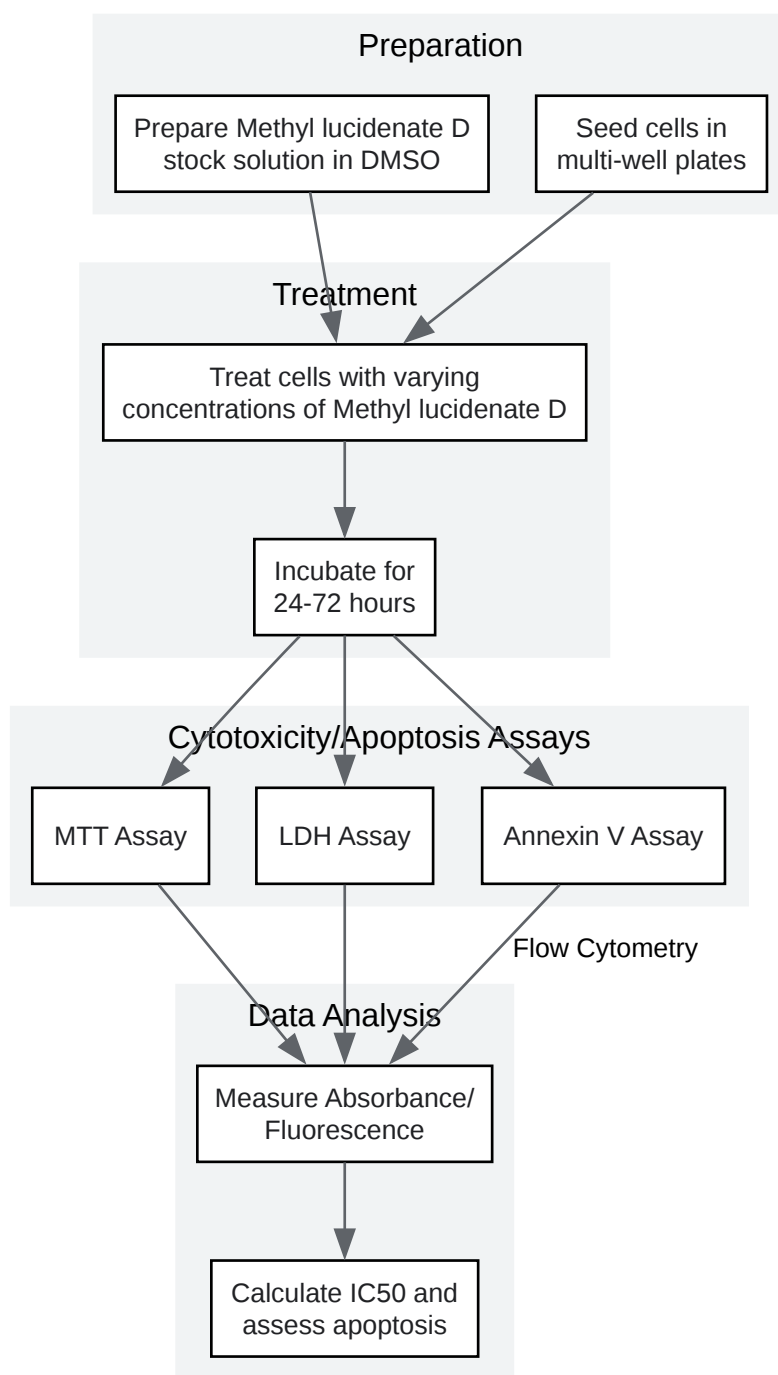 Preparation
Prepare Methyl lucidenate D
stock solution in DMSO
Seed cells in
multi-well plates
Treatment
Treat cells with varying
concentrations of Methyl lucidenate D
Incubate for
24-72 hours
Cytotoxicity/Apoptosis Assays
MTT Assay
LDH Assay
Annexin V Assay
Flow Cytometry
Data Analysis
Measure Absorbance/
Fluorescence
Calculate IC50 and
assess apoptosis